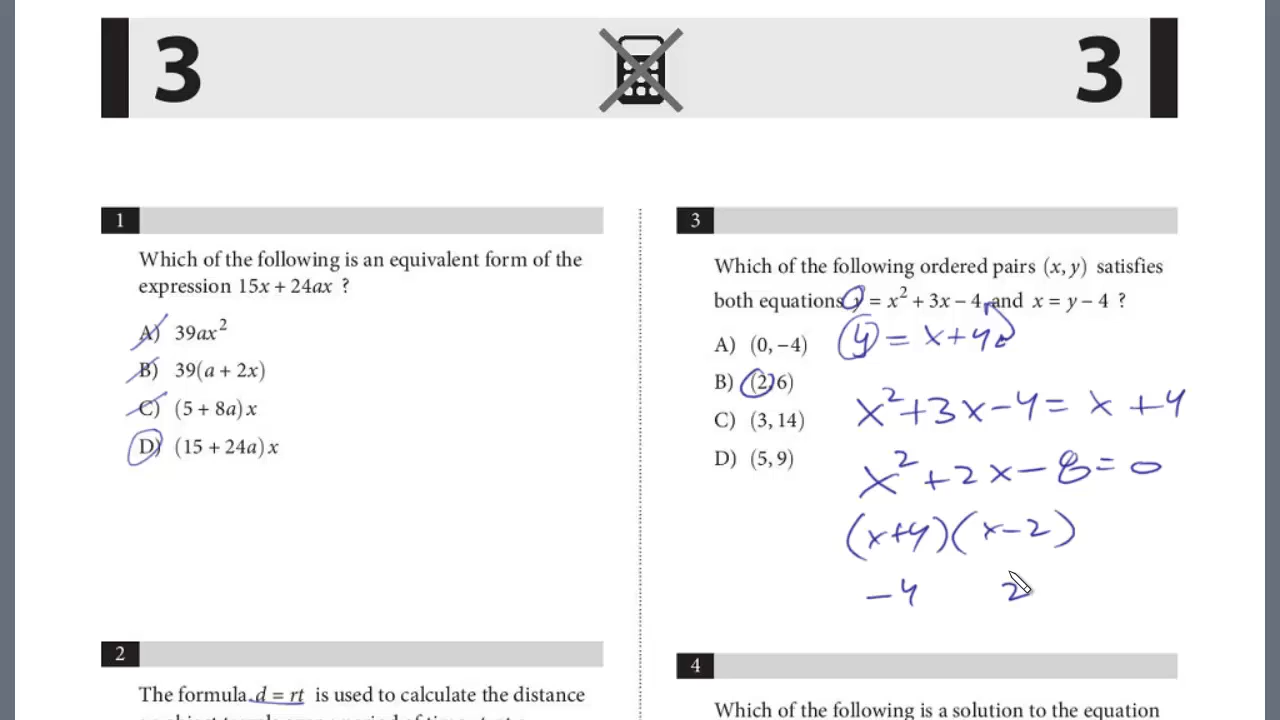 3 3
1
Which of the following is an equivalent form of the
expression 15x + 24ax ?
A) 39ax²
B) 39(a + 2x)
C) (5 + 8a)x
D) (15 + 24a)x
2
The formula d = rt is used to calculate the distance
3
Which of the following ordered pairs (x, y) satisfies
both equations y = x² + 3x − 4 and x = y − 4 ?
A) (0, −4)
B) (2, 6)
C) (3, 14)
D) (5, 9)
y = x+4
x²+3x−4= x +4
x²+2x−8=0
(x+4)(x−2)
−4 2
4
Which of the following is a solution to the equation